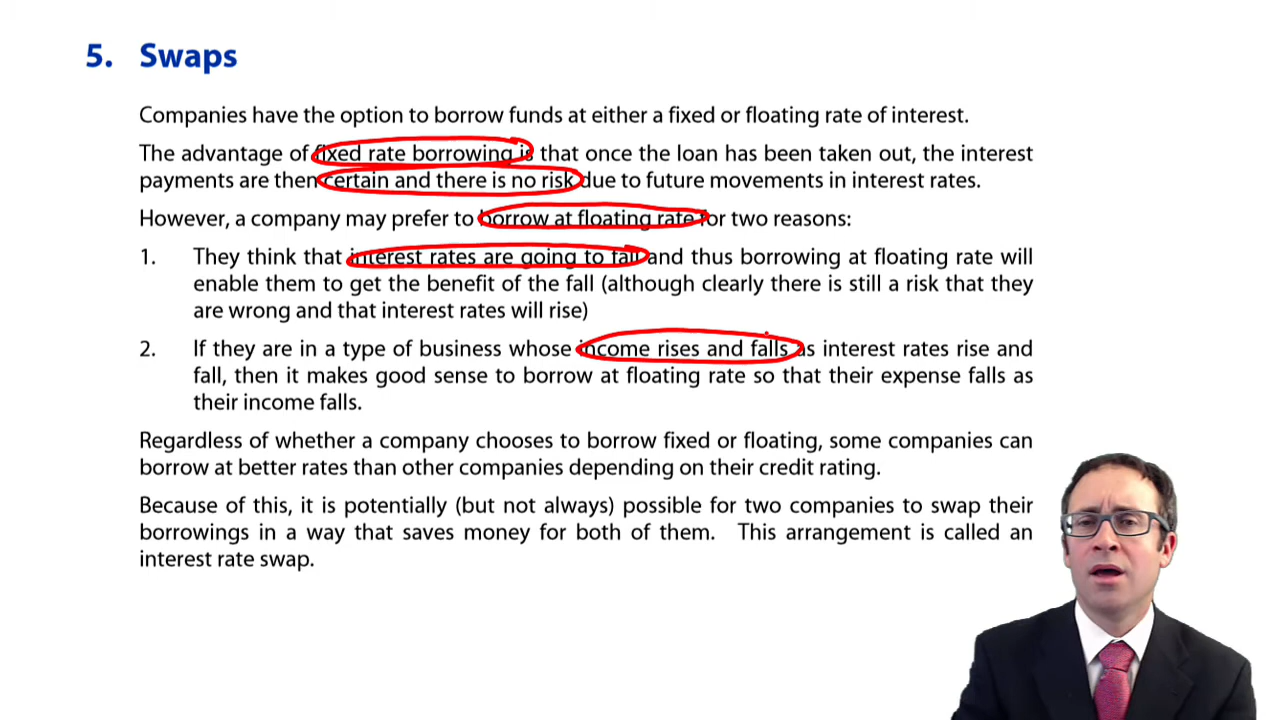 5. Swaps
Companies have the option to borrow funds at either a fixed or floating rate of interest.
The advantage of fixed rate borrowing is that once the loan has been taken out, the interest
payments are then certain and there is no risk due to future movements in interest rates.
However, a company may prefer to borrow at floating rate for two reasons:
1. They think that interest rates are going to fall and thus borrowing at floating rate will
enable them to get the benefit of the fall (although clearly there is still a risk that they
are wrong and that interest rates will rise)
2. If they are in a type of business whose income rises and falls as interest rates rise and
fall, then it makes good sense to borrow at floating rate so that their expense falls as
their income falls.
Regardless of whether a company chooses to borrow fixed or floating, some companies can
borrow at better rates than other companies depending on their credit rating.
Because of this, it is potentially (but not always) possible for two companies to swap their
borrowings in a way that saves money for both of them. This arrangement is called an
interest rate swap.